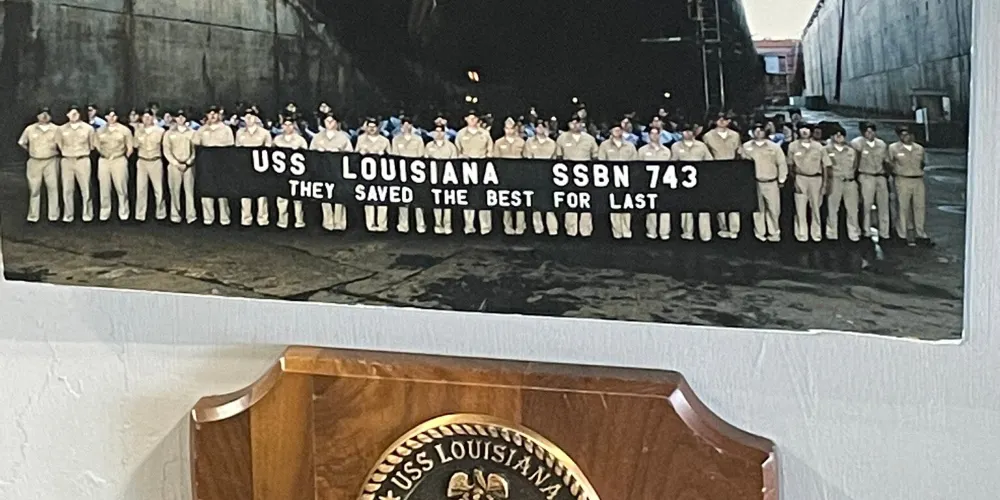 USS LOUISIANA SSBN 743
THEY SAVED THE BEST FOR LAST
USS LOUISIANA